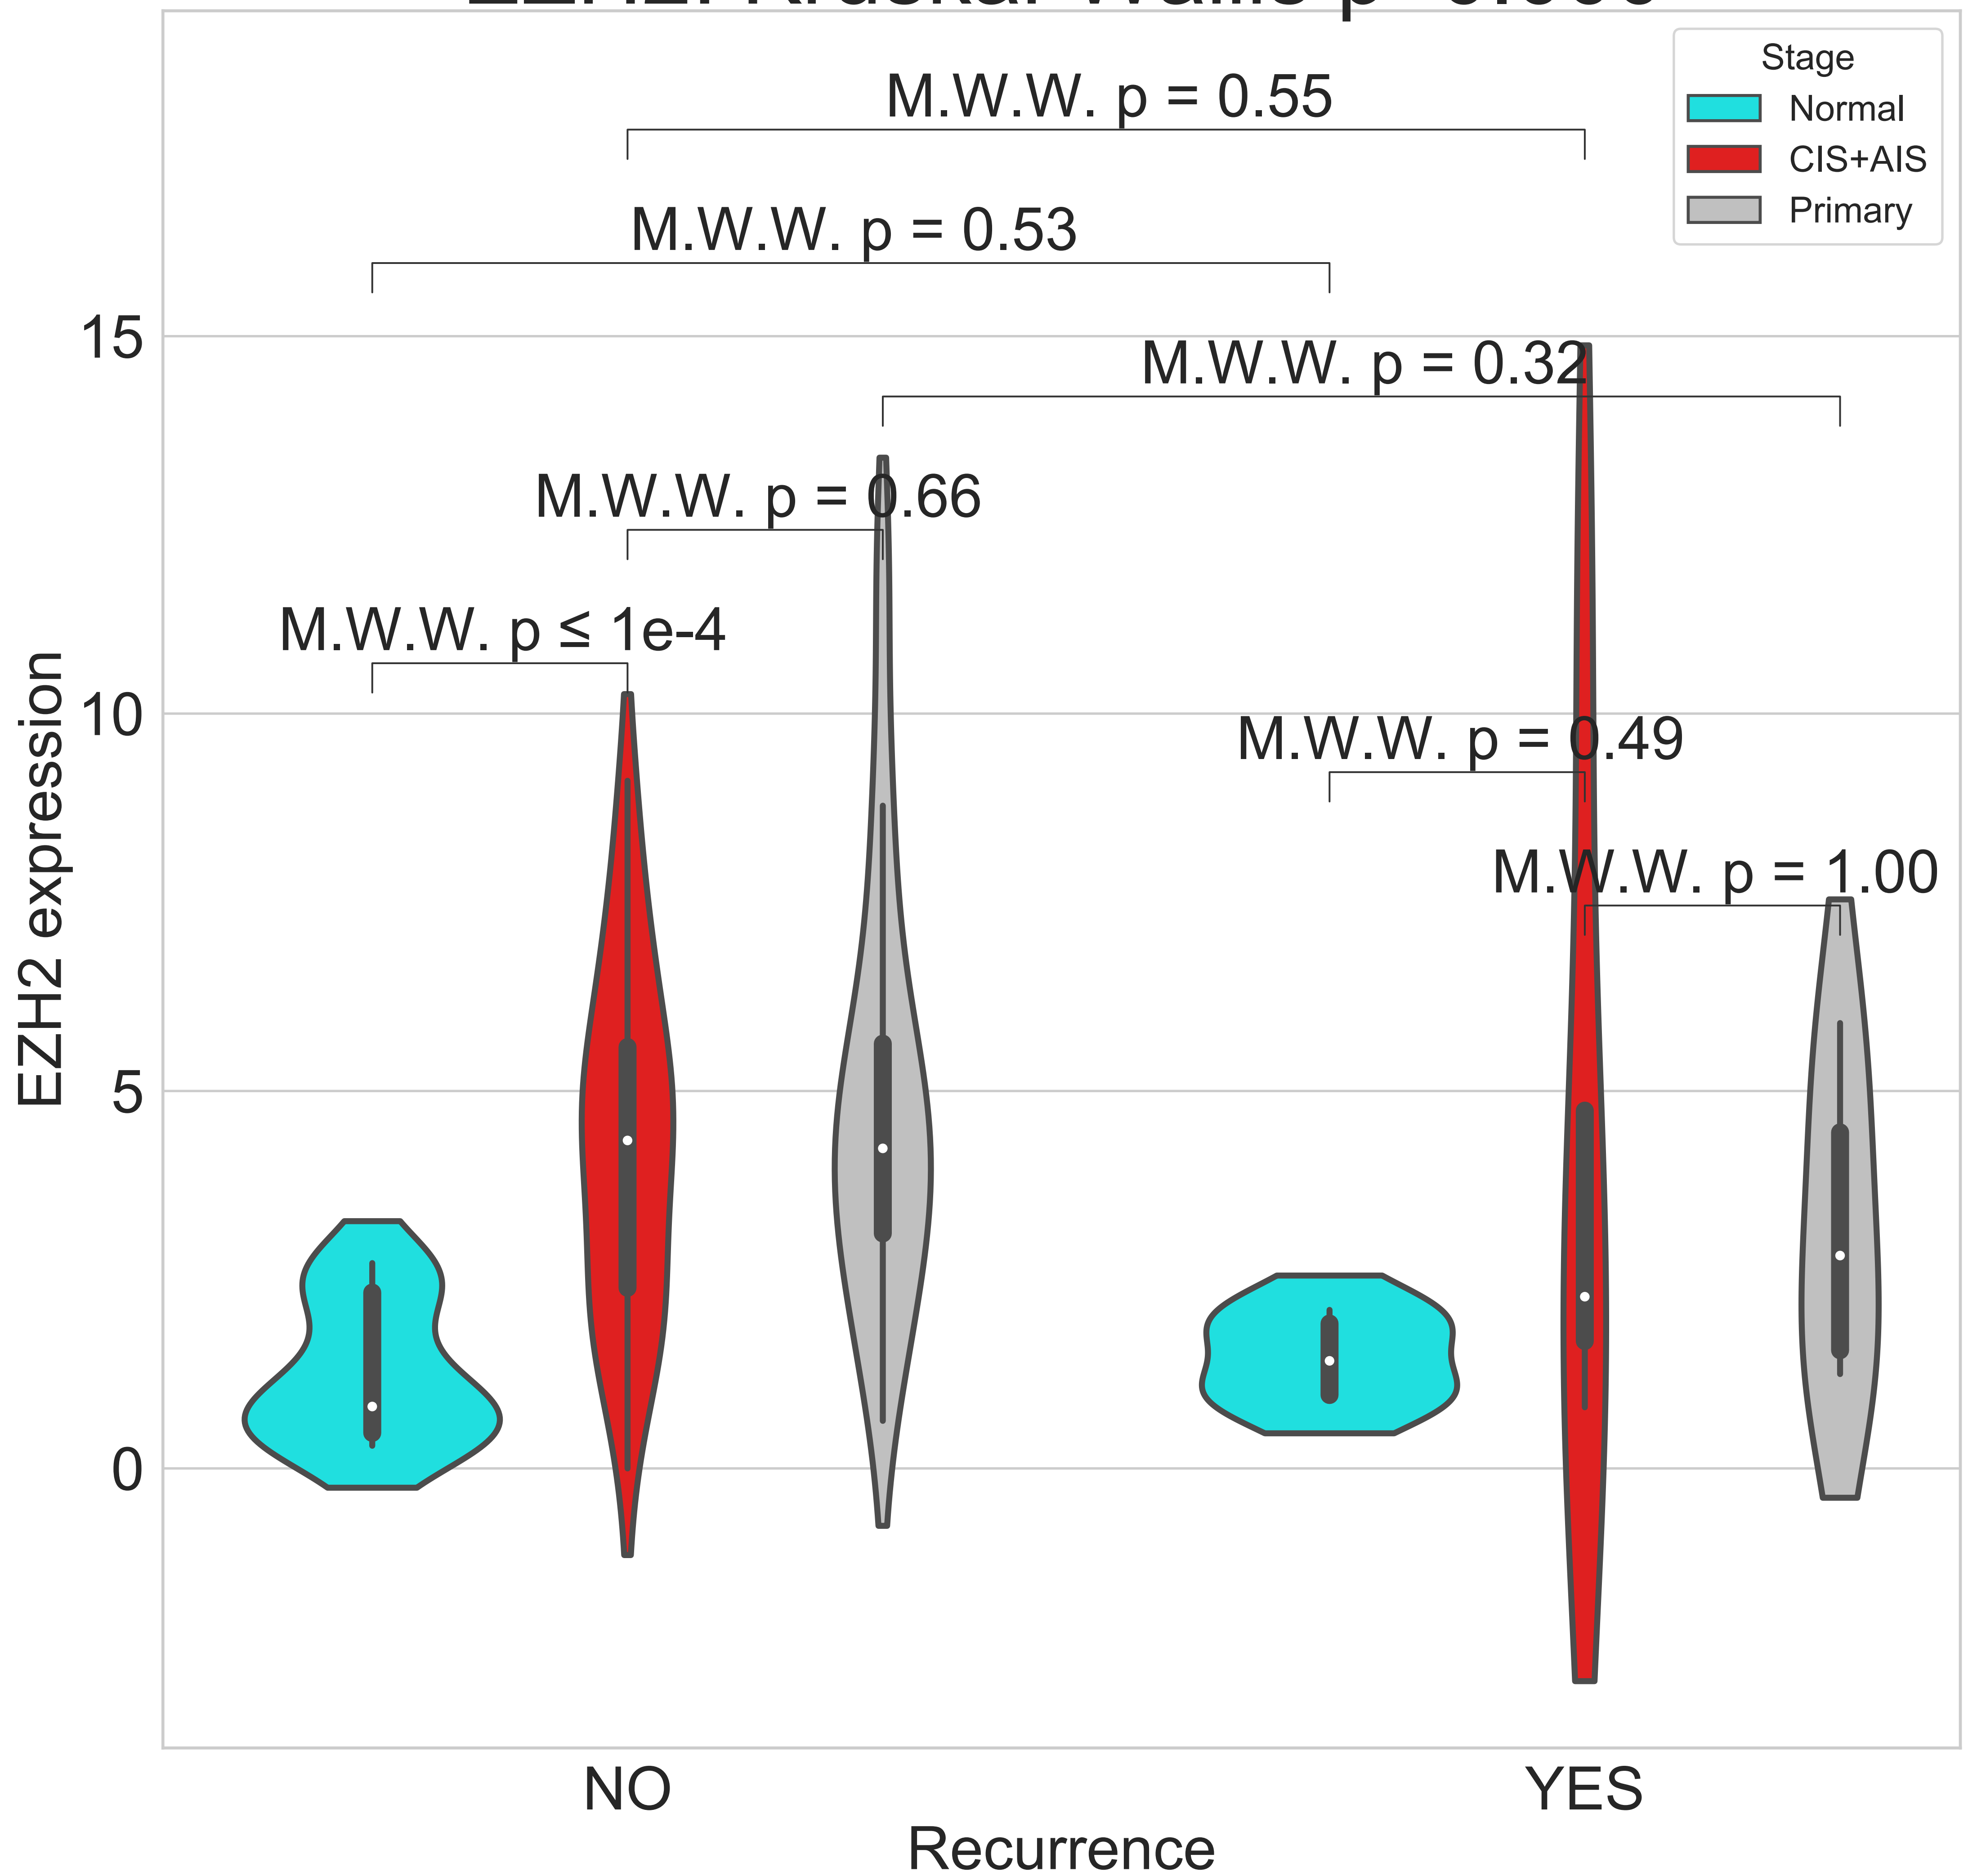 Stage
Normal
CIS+AIS
Primary
M.W.W. p = 0.55
M.W.W. p = 0.53
M.W.W. p = 0.32
M.W.W. p = 0.66
M.W.W. p ≤ 1e-4
M.W.W. p = 0.49
M.W.W. p = 1.00
EZH2 expression
15
10
5
0
NO
YES
Recurrence